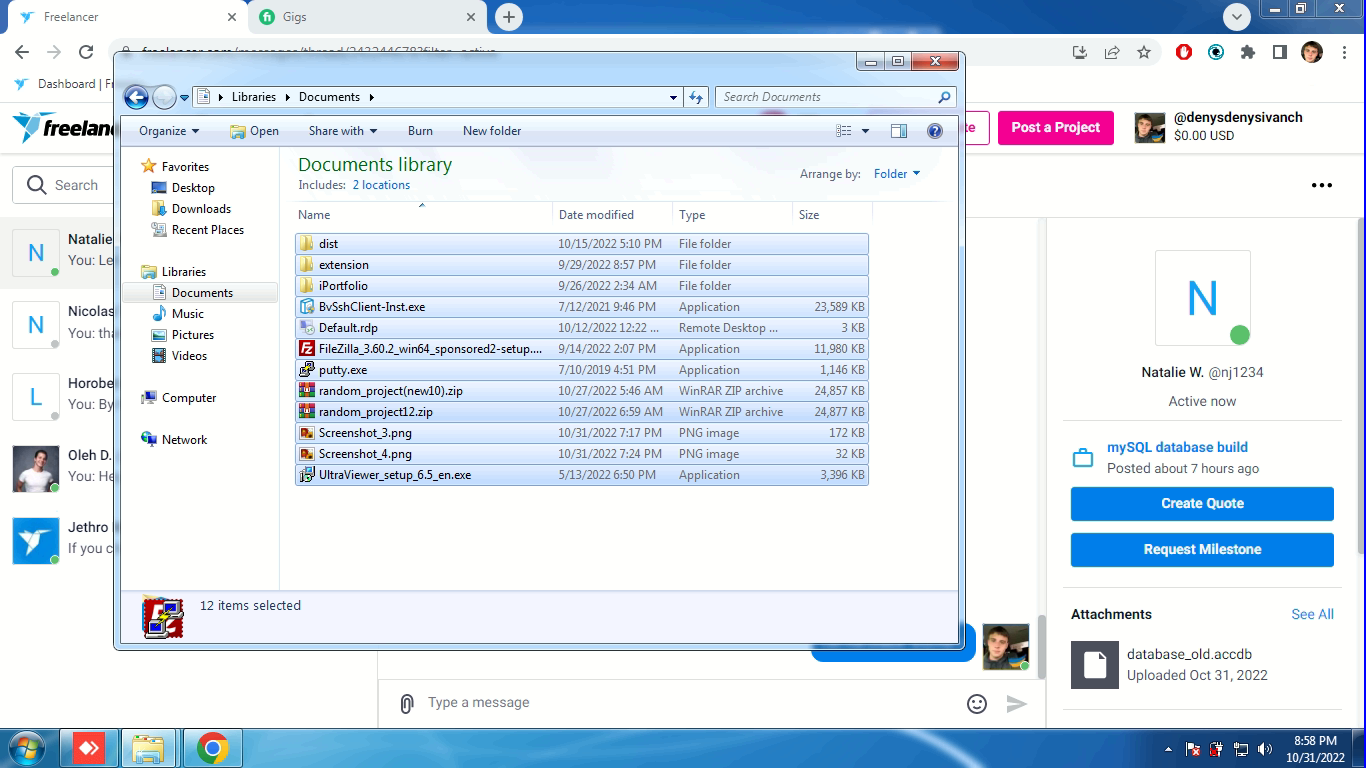 Freelancer
Gigs
Dashboard | Fr
freelanc
Post a Project
@denysdenysivanch
$0.00 USD
Libraries
Documents
Search Documents
Organize
Open
Share with
Burn
New folder
Search
Favorites
Desktop
Downloads
Recent Places
Libraries
Documents
Music
Pictures
Videos
Computer
Network
Documents library
Includes: 2 locations
Arrange by: Folder
Name Date modified Type Size
dist 10/15/2022 5:10 PM File folder
extension 9/29/2022 8:57 PM File folder
iPortfolio 9/26/2022 2:34 AM File folder
BvSshClient-Inst.exe 7/12/2021 9:46 PM Application 23,589 KB
Default.rdp 10/12/2022 12:22 ... Remote Desktop ... 3 KB
FileZilla_3.60.2_win64_sponsored2-setup.... 9/14/2022 2:07 PM Application 11,980 KB
putty.exe 7/10/2019 4:51 PM Application 1,146 KB
random_project(new10).zip 10/27/2022 5:46 AM WinRAR ZIP archive 24,857 KB
random_project12.zip 10/27/2022 6:59 AM WinRAR ZIP archive 24,877 KB
Screenshot_3.png 10/31/2022 7:17 PM PNG image 172 KB
Screenshot_4.png 10/31/2022 7:24 PM PNG image 32 KB
UltraViewer_setup_6.5_en.exe 5/13/2022 6:50 PM Application 3,396 KB
12 items selected
N
Natalie
You: Le
N
Nicolas
You: tha
L
Horobe
You: By
Oleh D.
You: He
Jethro
If you c
N
Natalie W. @nj1234
Active now
mySQL database build
Posted about 7 hours ago
Create Quote
Request Milestone
Attachments
See All
database_old.accdb
Uploaded Oct 31, 2022
Type a message
8:58 PM
10/31/2022